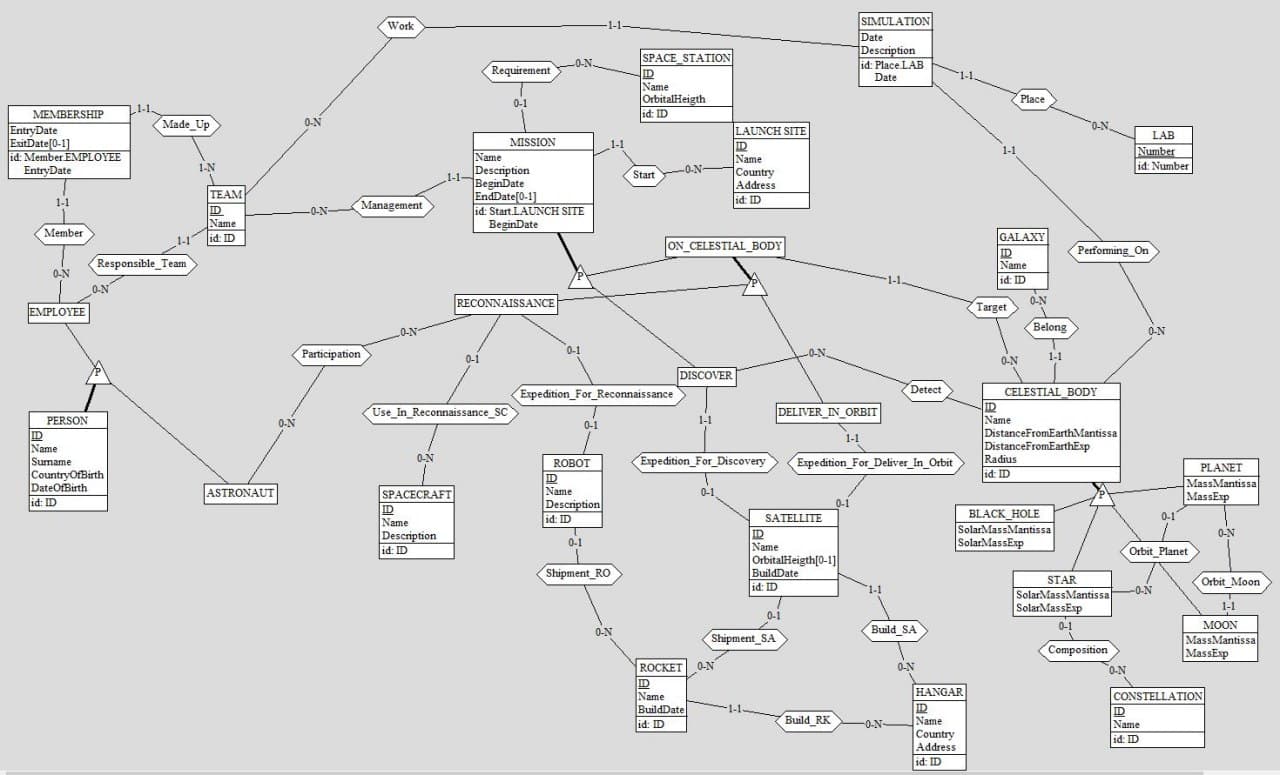 Work
1-1
SIMULATION
Date
Description
id: Place.LAB
Date
Requirement
0-N
SPACE_STATION
ID
Name
OrbitalHeigth
id: ID
0-1
1-1
Place
0-N
LAB
Number
id: Number
MEMBERSHIP
EntryDate
ExitDate[0-1]
id: Member.EMPLOYEE
EntryDate
1-1
Made_Up
1-N
0-N
MISSION
Name
Description
BeginDate
EndDate[0-1]
id: Start.LAUNCH SITE
BeginDate
1-1
Start
0-N
LAUNCH SITE
ID
Name
Country
Address
id: ID
1-1
TEAM
ID
Name
id: ID
0-N
Management
1-1
1-1
Member
0-N
1-1
Responsible_Team
0-N
EMPLOYEE
ON_CELESTIAL_BODY
GALAXY
ID
Name
id: ID
Performing_On
0-N
P
P
1-1
Target
0-N
0-N
Belong
1-1
RECONNAISSANCE
0-N
Participation
0-N
0-1
0-1
DISCOVER
0-N
Detect
CELESTIAL_BODY
ID
Name
DistanceFromEarthMantissa
DistanceFromEarthExp
Radius
id: ID
P
PERSON
ID
Name
Surname
CountryOfBirth
DateOfBirth
id: ID
ASTRONAUT
Use_In_Reconnaissance_SC
0-N
Expedition_For_Reconnaissance
0-1
1-1
DELIVER_IN_ORBIT
1-1
Expedition_For_Discovery
0-1
Expedition_For_Deliver_In_Orbit
0-1
SPACECRAFT
ID
Name
Description
id: ID
ROBOT
ID
Name
Description
id: ID
0-1
Shipment_RO
0-N
SATELLITE
ID
Name
OrbitalHeigth[0-1]
BuildDate
id: ID
P
PLANET
MassMantissa
MassExp
BLACK_HOLE
SolarMassMantissa
SolarMassExp
0-1
Orbit_Planet
0-N
0-N
Orbit_Moon
1-1
STAR
SolarMassMantissa
SolarMassExp
MOON
MassMantissa
MassExp
0-1
Shipment_SA
0-N
1-1
Build_SA
0-N
0-1
Composition
0-N
ROCKET
ID
Name
BuildDate
id: ID
1-1
Build_RK
0-N
HANGAR
ID
Name
Country
Address
id: ID
CONSTELLATION
ID
Name
id: ID